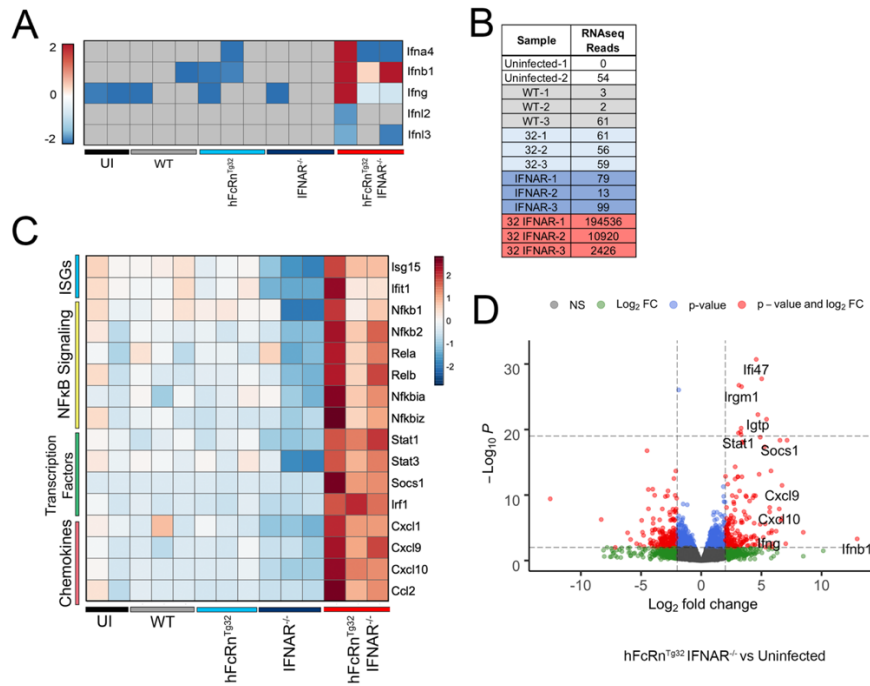 A
2
0
-2
Ifna4
Ifnb1
Ifng
Ifnl2
Ifnl3
UI
WT
hFcRnTg32
IFNAR-/-
hFcRnTg32
IFNAR-/-
B
Sample RNAseq Reads
Uninfected-1 0
Uninfected-2 54
WT-1 3
WT-2 2
WT-3 61
32-1 61
32-2 56
32-3 59
IFNAR-1 79
IFNAR-2 13
IFNAR-3 99
32 IFNAR-1 194536
32 IFNAR-2 10920
32 IFNAR-3 2426
C
ISGs
NFκB Signaling
Transcription
Factors
Chemokines
Isg15
Ifit1
Nfkb1
Nfkb2
Rela
Relb
Nfkbia
Nfkbiz
Stat1
Stat3
Socs1
Irf1
Cxcl1
Cxcl9
Cxcl10
Ccl2
2
1
0
-1
-2
UI
WT
hFcRnTg32
IFNAR-/-
hFcRnTg32
IFNAR-/-
D
NS Log2 FC p-value p – value and log2 FC
−Log10 P
30
20
10
0
Ifi47
Irgm1
Igtp
Stat1
Socs1
Cxcl9
Cxcl10
Ifng
Ifnb1
-10 -5 0 5 10
Log2 fold change
hFcRnTg32 IFNAR-/- vs Uninfected